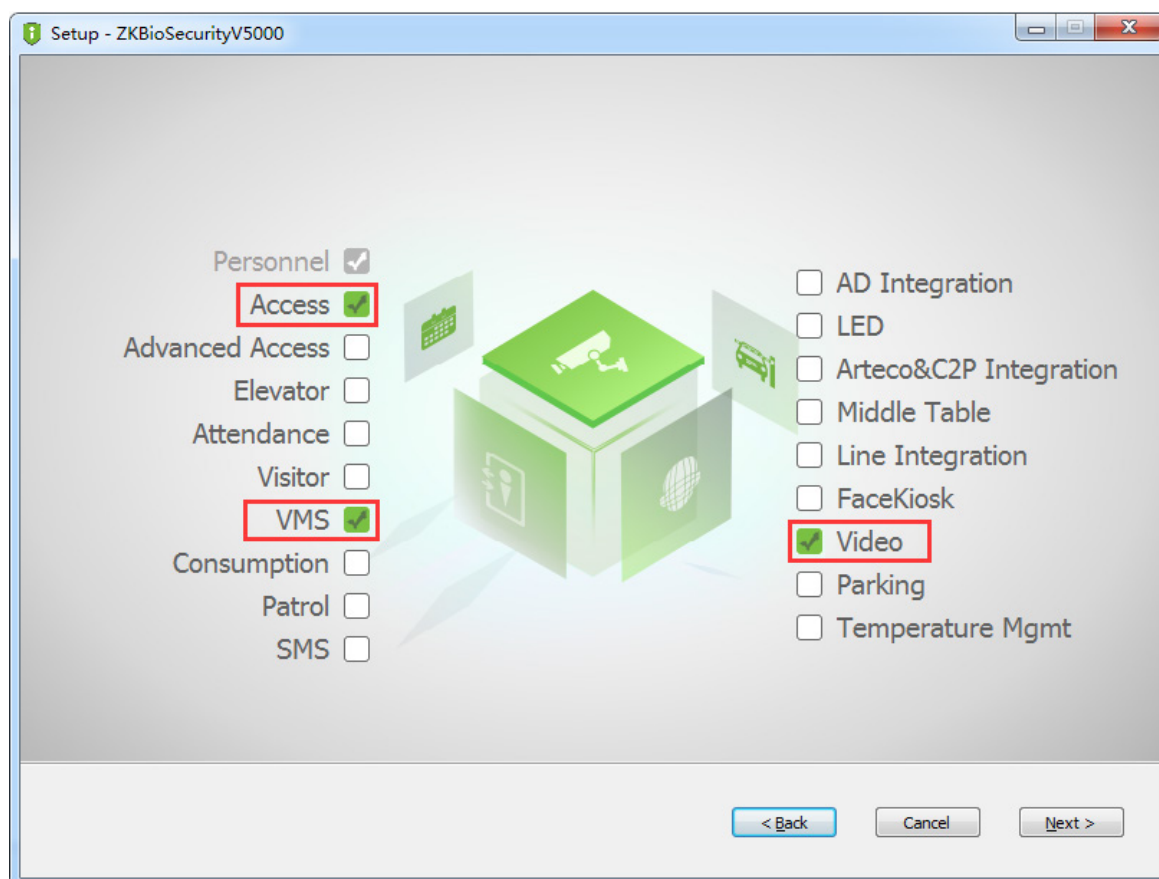 Setup - ZKBioSecurityV5000
Personnel
Access
Advanced Access
Elevator
Attendance
Visitor
VMS
Consumption
Patrol
SMS
AD Integration
LED
Arteco&C2P Integration
Middle Table
Line Integration
FaceKiosk
Video
Parking
Temperature Mgmt
< Back
Cancel
Next >